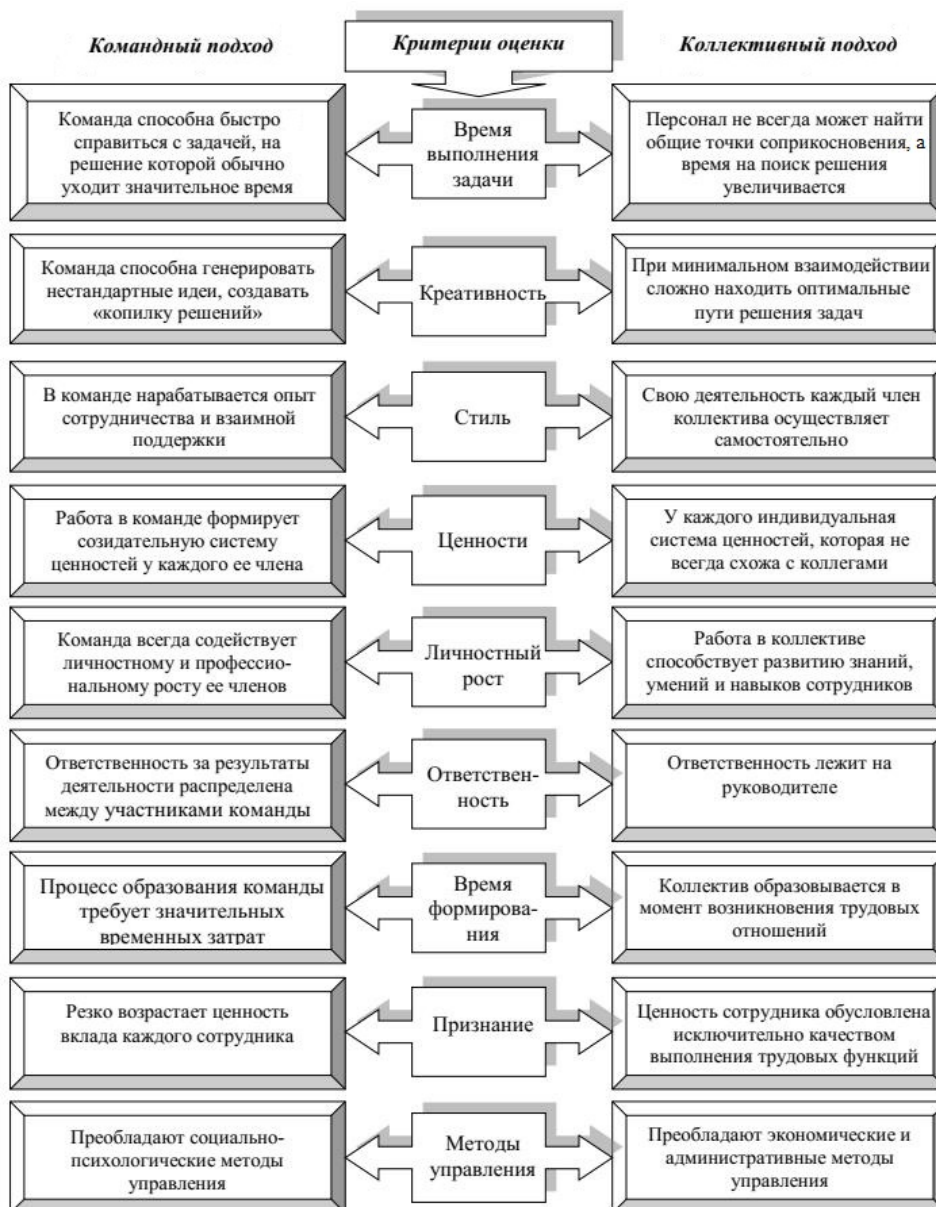 Командный подход
Критерии оценки
Коллективный подход
Команда способна быстро
справиться с задачей, на
решение которой обычно
уходит значительное время
Время
выполнения
задачи
Персонал не всегда может найти
общие точки соприкосновения, а
время на поиск решения
увеличивается
Команда способна генерировать
нестандартные идеи, создавать
«копилку решений»
Креативность
При минимальном взаимодействии
сложно находить оптимальные
пути решения задач
В команде нарабатывается опыт
сотрудничества и взаимной
поддержки
Стиль
Свою деятельность каждый член
коллектива осуществляет
самостоятельно
Работа в команде формирует
созидательную систему
ценностей у каждого ее члена
Ценности
У каждого индивидуальная
система ценностей, которая не
всегда схожа с коллегами
Команда всегда содействует
личностному и профессио-
нальному росту ее членов
Личностный
рост
Работа в коллективе
способствует развитию знаний,
умений и навыков сотрудников
Ответственность за результаты
деятельности распределена
между участниками команды
Ответствен-
ность
Ответственность лежит на
руководителе
Процесс образования команды
требует значительных
временных затрат
Время
формирова-
ния
Коллектив образовывается в
момент возникновения трудовых
отношений
Резко возрастает ценность
вклада каждого сотрудника
Признание
Ценность сотрудника обусловлена
исключительно качеством
выполнения трудовых функций
Преобладают социально-
психологические методы
управления
Методы
управления
Преобладают экономические и
административные методы
управления